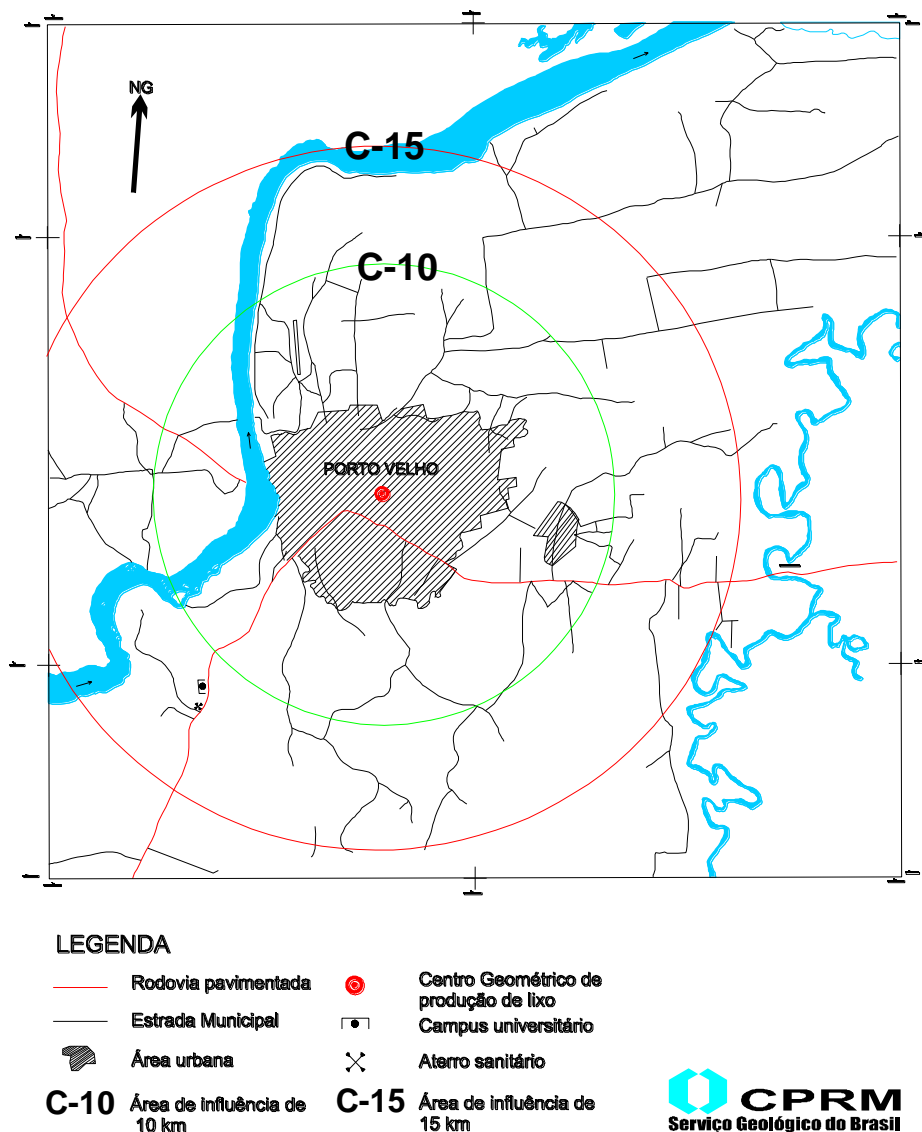 NG
C-15
C-10
PORTO VELHO
LEGENDA
Rodovia pavimentada
Estrada Municipal
Área urbana
C-10 Área de influência de
10 km
Centro Geométrico de
produção de lixo
Campus universitário
Aterro sanitário
C-15 Área de influência de
15 km
CPRM
Serviço Geológico do Brasil